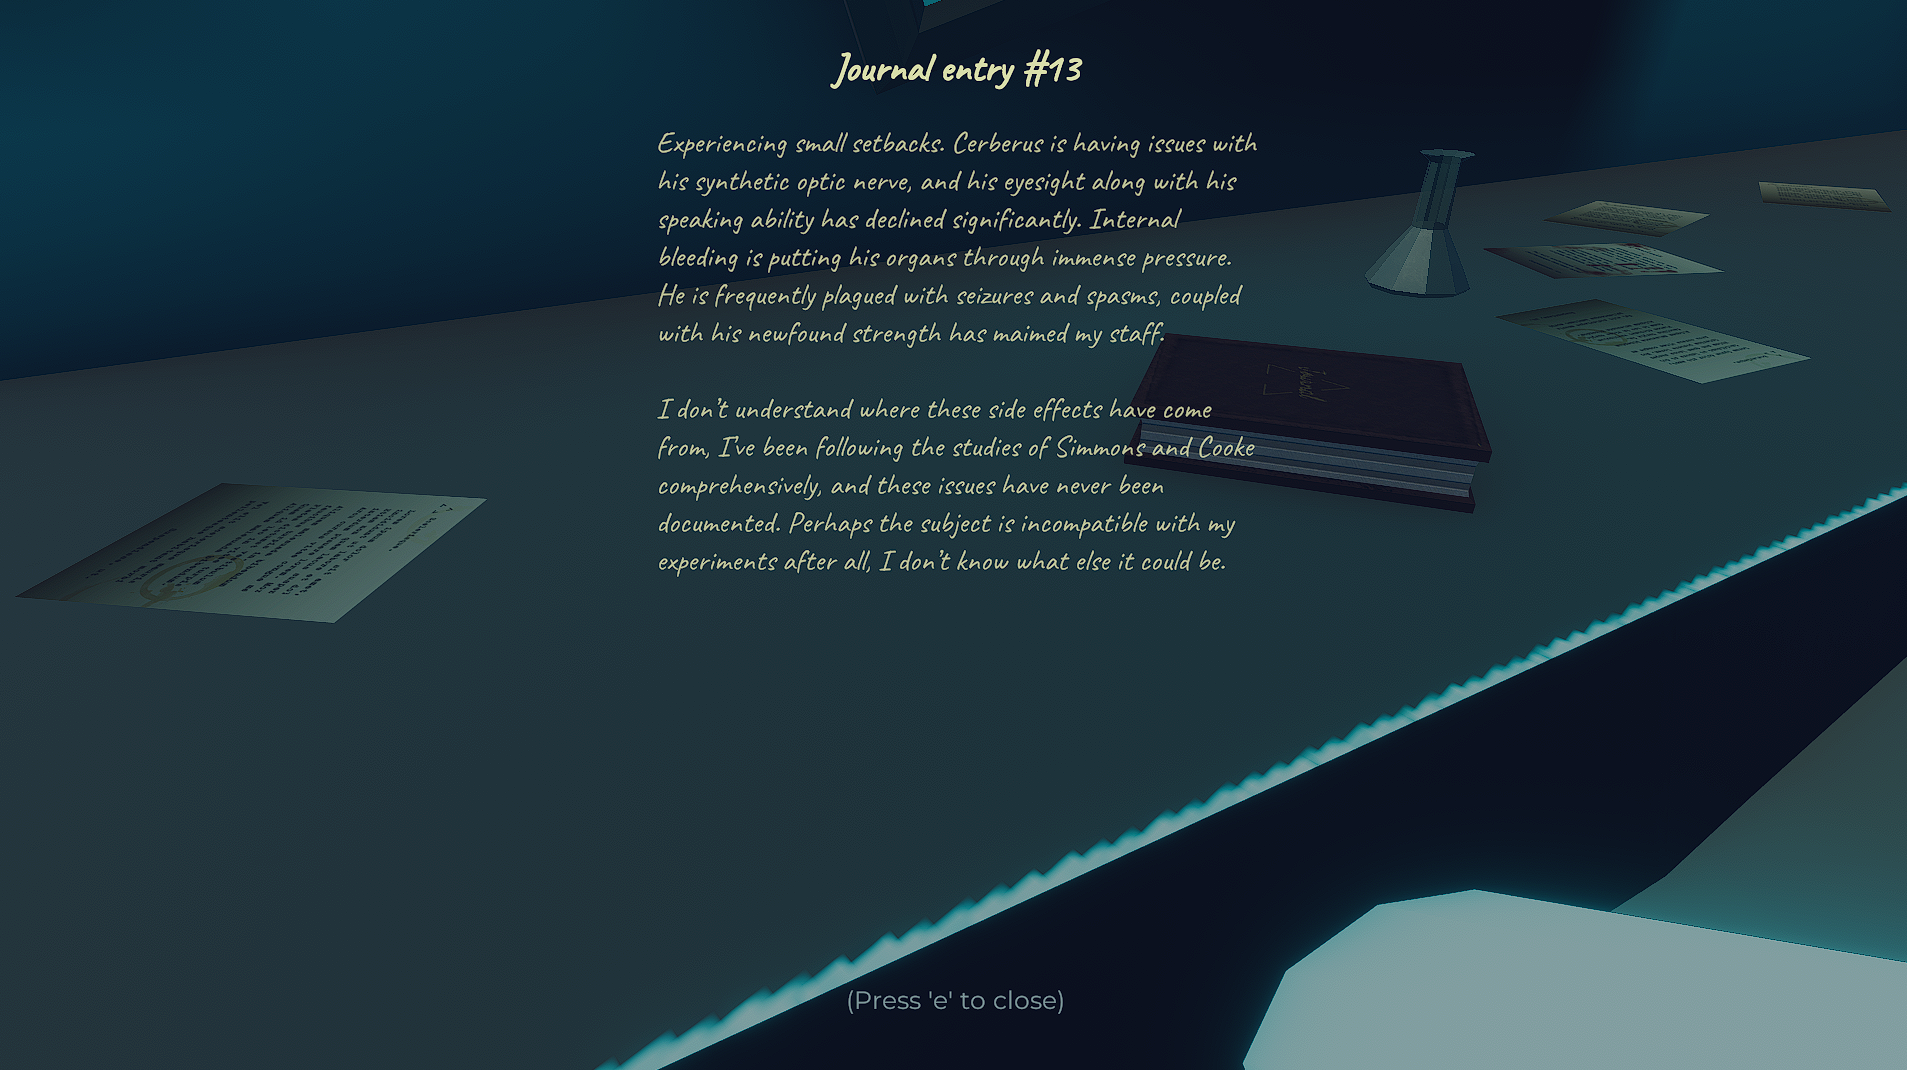 Journal entry #13
Experiencing small setbacks. Cerberus is having issues with
his synthetic optic nerve, and his eyesight along with his
speaking ability has declined significantly. Internal
bleeding is putting his organs through immense pressure.
He is frequently plagued with seizures and spasms, coupled
with his newfound strength has maimed my staff.
I don't understand where these side effects have come
from, I've been following the studies of Simmons and Cooke
comprehensively, and these issues have never been
documented. Perhaps the subject is incompatible with my
experiments after all, I don't know what else it could be.
(Press 'e' to close)